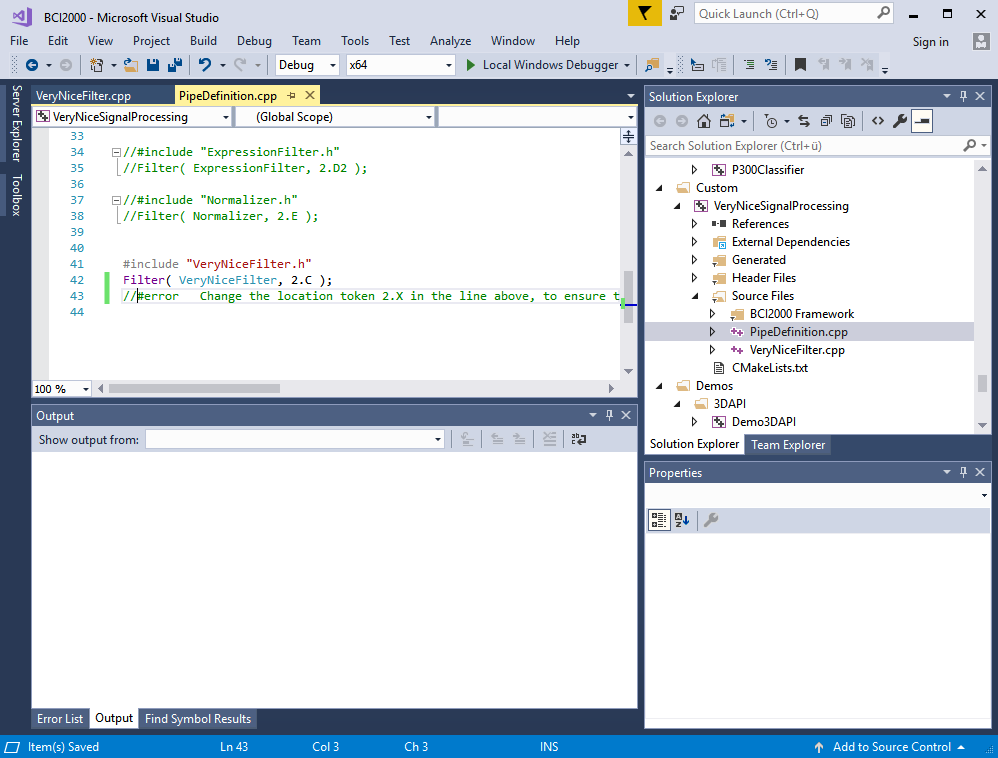 BCI2000 - Microsoft Visual Studio
Quick Launch (Ctrl+Q)
File Edit View Project Build Debug Team Tools Test Analyze Window Help
Sign in
Debug x64 Local Windows Debugger
Server Explorer
Toolbox
VeryNiceFilter.cpp PipeDefinition.cpp
VeryNiceSignalProcessing (Global Scope)
33
34 //#include "ExpressionFilter.h"
35 //Filter( ExpressionFilter, 2.D2 );
36
37 //#include "Normalizer.h"
38 //Filter( Normalizer, 2.E );
39
40
41 #include "VeryNiceFilter.h"
42 Filter( VeryNiceFilter, 2.C );
43 //#error   Change the location token 2.X in the line above, to ensure t
44
100 %
Output
Show output from:
Error List Output Find Symbol Results
Solution Explorer
Search Solution Explorer (Ctrl+ü)
P300Classifier
Custom
VeryNiceSignalProcessing
References
External Dependencies
Generated
Header Files
Source Files
BCI2000 Framework
PipeDefinition.cpp
VeryNiceFilter.cpp
CMakeLists.txt
Demos
3DAPI
Demo3DAPI
Solution Explorer Team Explorer
Properties
Item(s) Saved Ln 43 Col 3 Ch 3 INS Add to Source Control